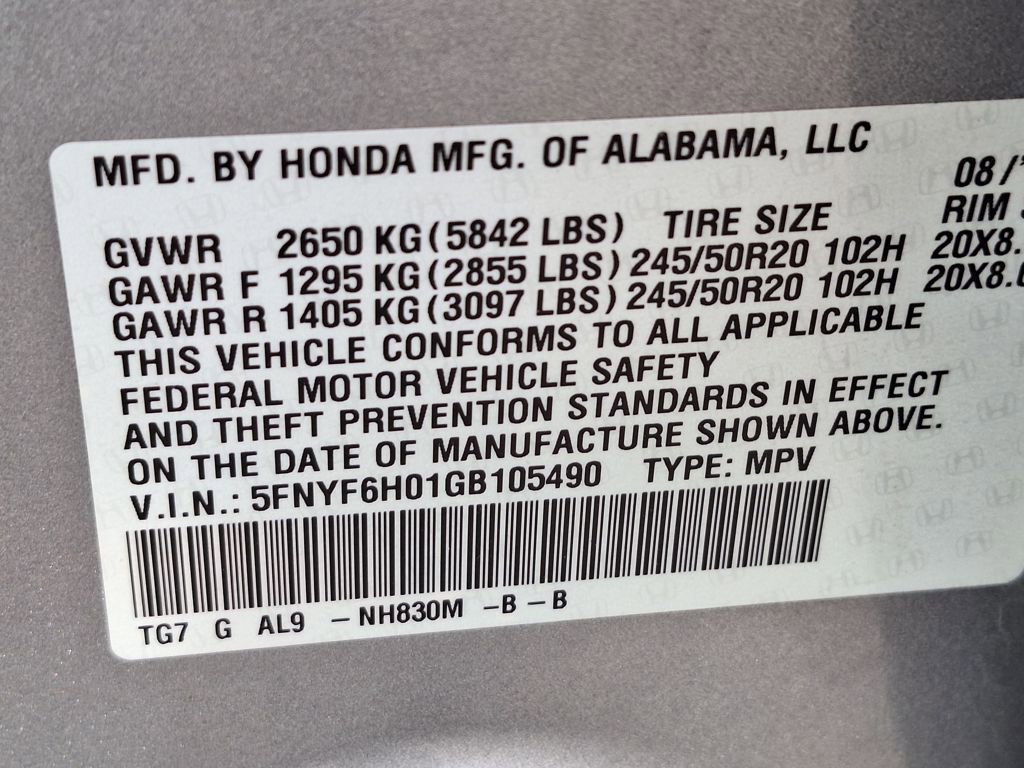 MFD. BY HONDA MFG. OF ALABAMA, LLC
08/
GVWR 2650 KG (5842 LBS) TIRE SIZE RIM
GAWR F 1295 KG (2855 LBS) 245/50R20 102H 20X8.
GAWR R 1405 KG (3097 LBS) 245/50R20 102H 20X8.
THIS VEHICLE CONFORMS TO ALL APPLICABLE
FEDERAL MOTOR VEHICLE SAFETY
AND THEFT PREVENTION STANDARDS IN EFFECT
ON THE DATE OF MANUFACTURE SHOWN ABOVE.
V.I.N.: 5FNYF6H01GB105490 TYPE: MPV
TG7 G AL9 - NH830M -B - B